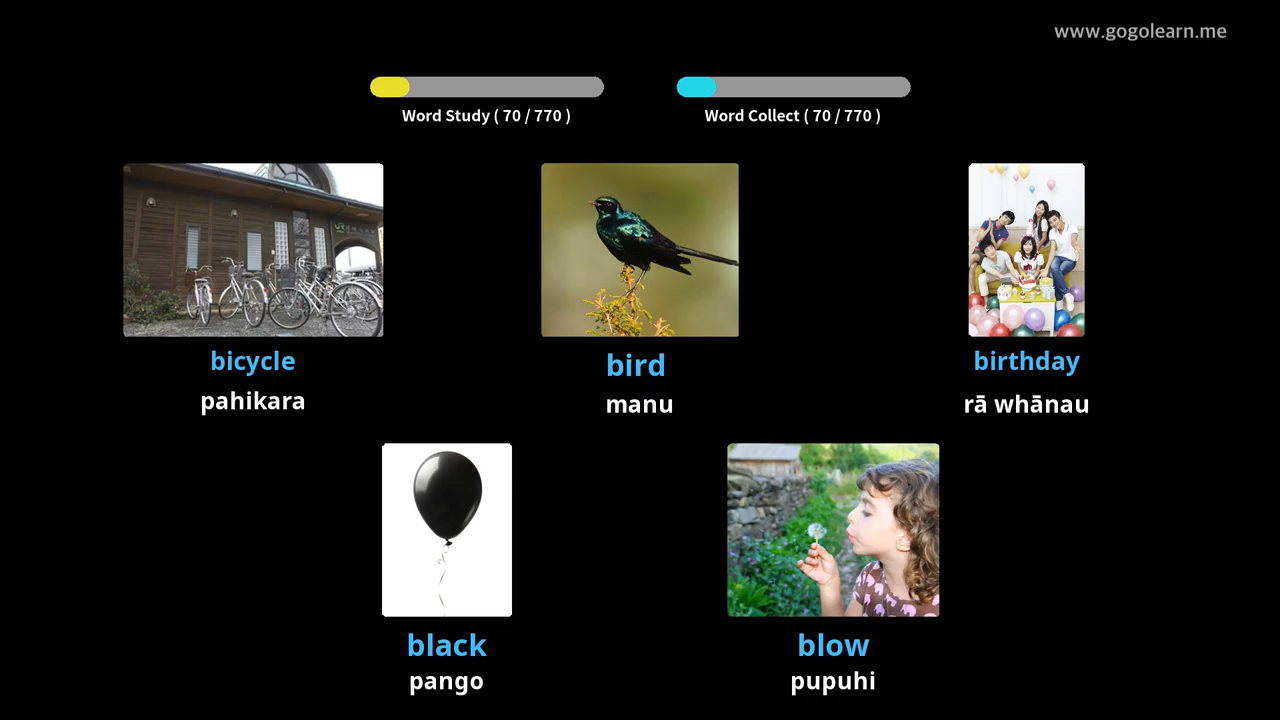 www.gogolearn.me
Word Study ( 70 / 770 )
Word Collect ( 70 / 770 )
bicycle
pahikara
bird
manu
birthday
rā whānau
black
pango
blow
pupuhi